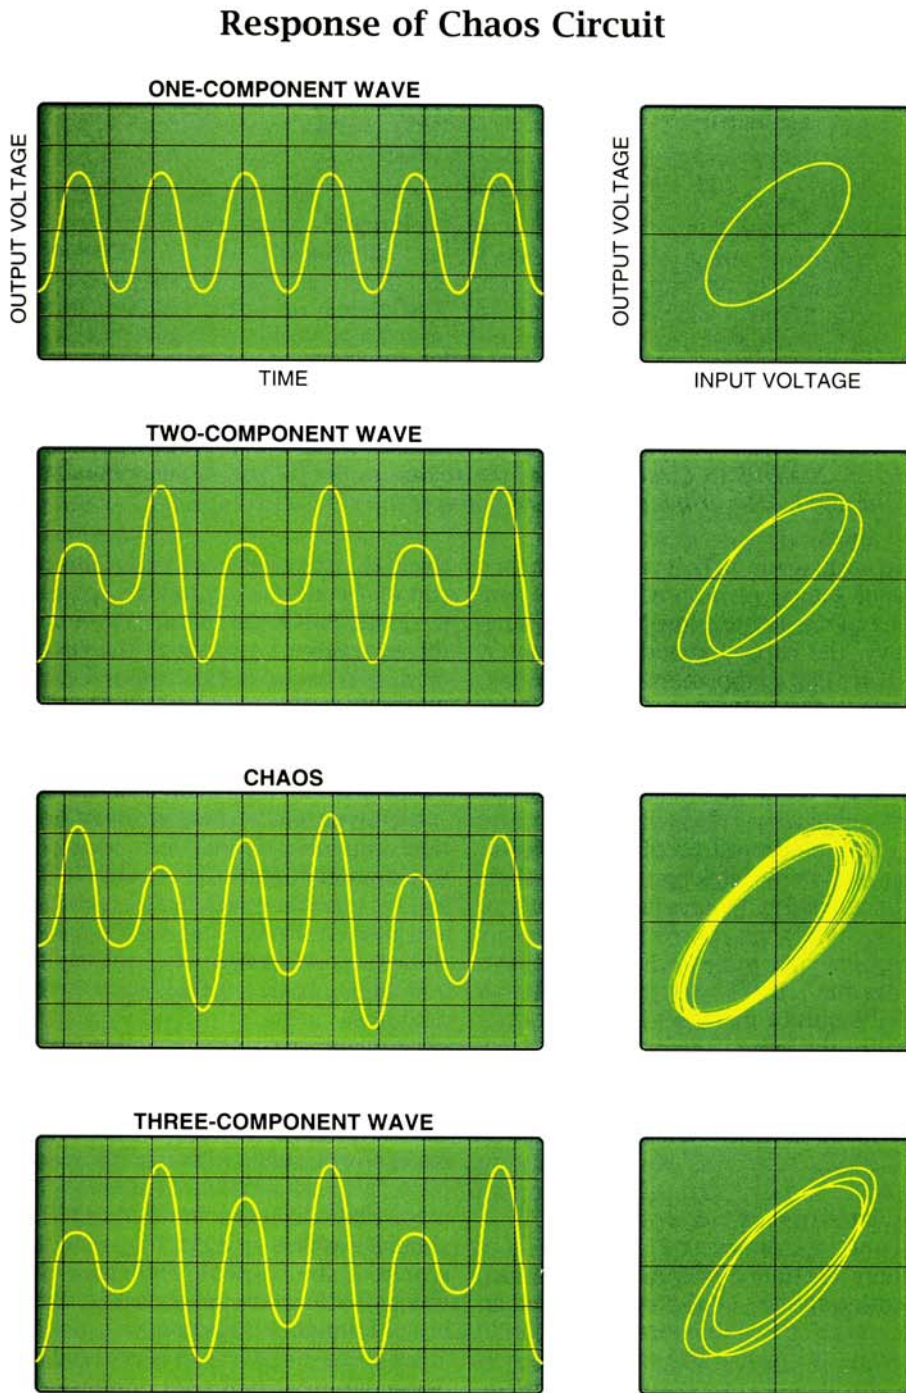 Response of Chaos Circuit
ONE-COMPONENT WAVE
OUTPUT VOLTAGE
TIME
OUTPUT VOLTAGE
INPUT VOLTAGE
TWO-COMPONENT WAVE
CHAOS
THREE-COMPONENT WAVE